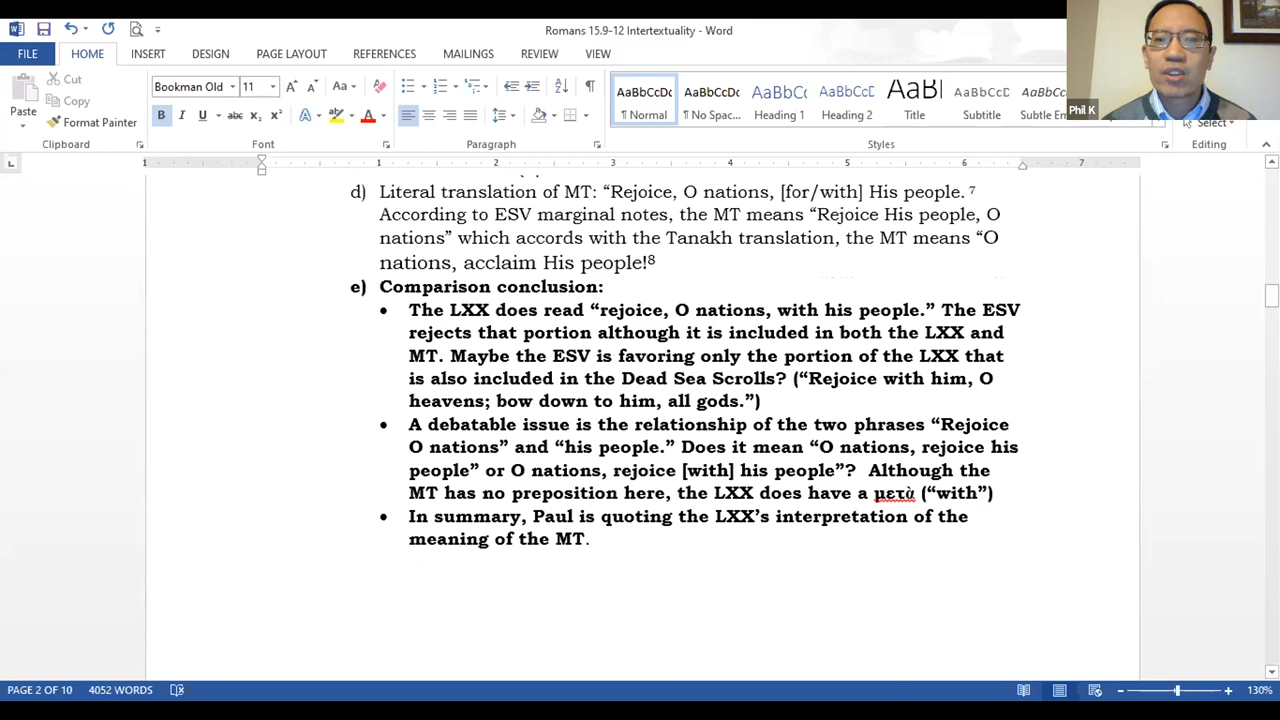 Romans 15.9-12 Intertextuality - Word
FILE HOME INSERT DESIGN PAGE LAYOUT REFERENCES MAILINGS REVIEW VIEW
Phil K
Paste
Cut
Copy
Format Painter
Clipboard
Bookman Old 11
Font
Paragraph
AaBbCcDc AaBbCcDc AaBbCc AaBbCcD AaBI AaBbCcD
¶ Normal ¶ No Spac... Heading 1 Heading 2 Title Subtitle Subtle
Styles
Select
Editing
1 1 2 3 4 5 6 7
d) Literal translation of MT: “Rejoice, O nations, [for/with] His people. 7
According to ESV marginal notes, the MT means “Rejoice His people, O
nations” which accords with the Tanakh translation, the MT means “O
nations, acclaim His people!8
e) Comparison conclusion:
• The LXX does read “rejoice, O nations, with his people.” The ESV
rejects that portion although it is included in both the LXX and
MT. Maybe the ESV is favoring only the portion of the LXX that
is also included in the Dead Sea Scrolls? (“Rejoice with him, O
heavens; bow down to him, all gods.”)
• A debatable issue is the relationship of the two phrases “Rejoice
O nations” and “his people.” Does it mean “O nations, rejoice his
people” or O nations, rejoice [with] his people”? Although the
MT has no preposition here, the LXX does have a μετὰ (“with”)
• In summary, Paul is quoting the LXX’s interpretation of the
meaning of the MT.
PAGE 2 OF 10 4052 WORDS 130%